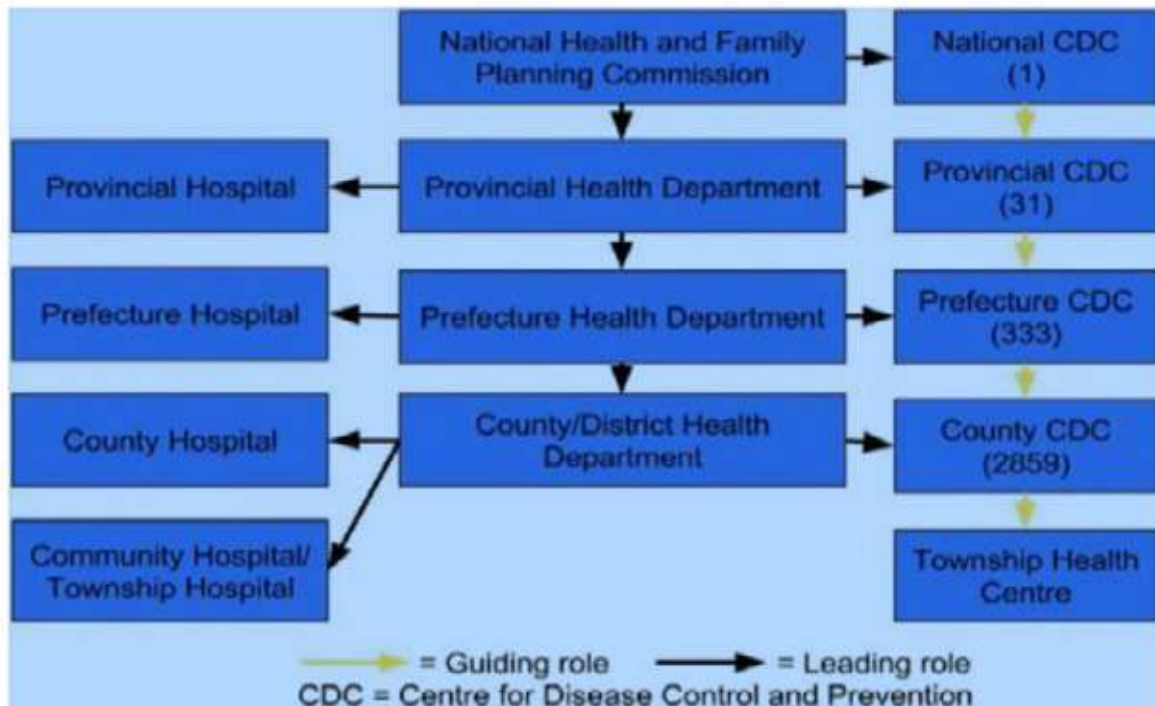 National Health and Family
Planning Commission
National CDC
(1)
Provincial Hospital
Provincial Health Department
Provincial CDC
(31)
Prefecture Hospital
Prefecture Health Department
Prefecture CDC
(333)
County Hospital
County/District Health
Department
County CDC
(2859)
Community Hospital/
Township Hospital
Township Health
Centre
= Guiding role
= Leading role
CDC = Centre for Disease Control and Prevention